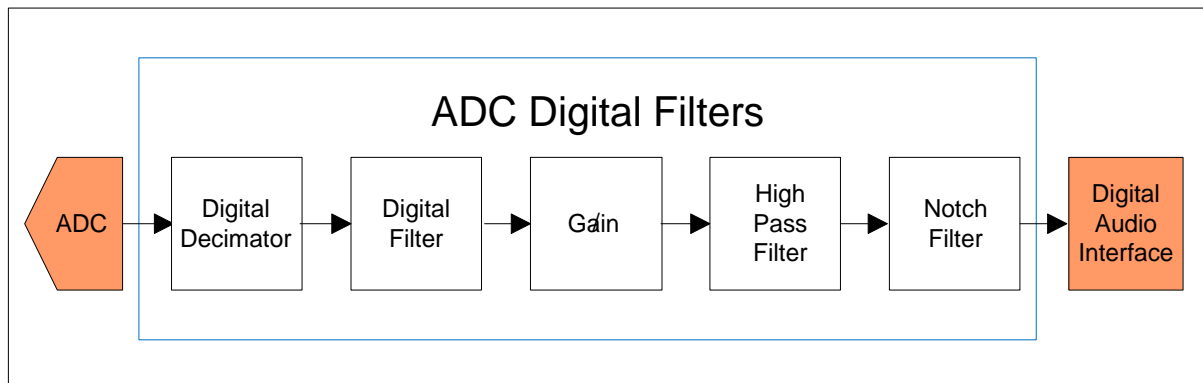 ADC Digital Filters
ADC
Digital
Decimator
Digital
Filter
Gain
High
Pass
Filter
Notch
Filter
Digital
Audio
Interface